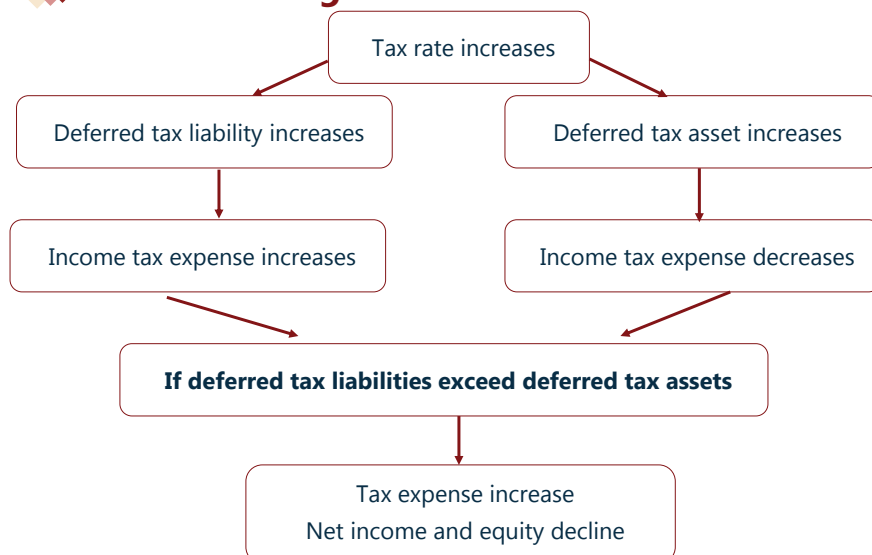 Tax rate increases
Deferred tax liability increases
Deferred tax asset increases
Income tax expense increases
Income tax expense decreases
If deferred tax liabilities exceed deferred tax assets
Tax expense increase
Net income and equity decline